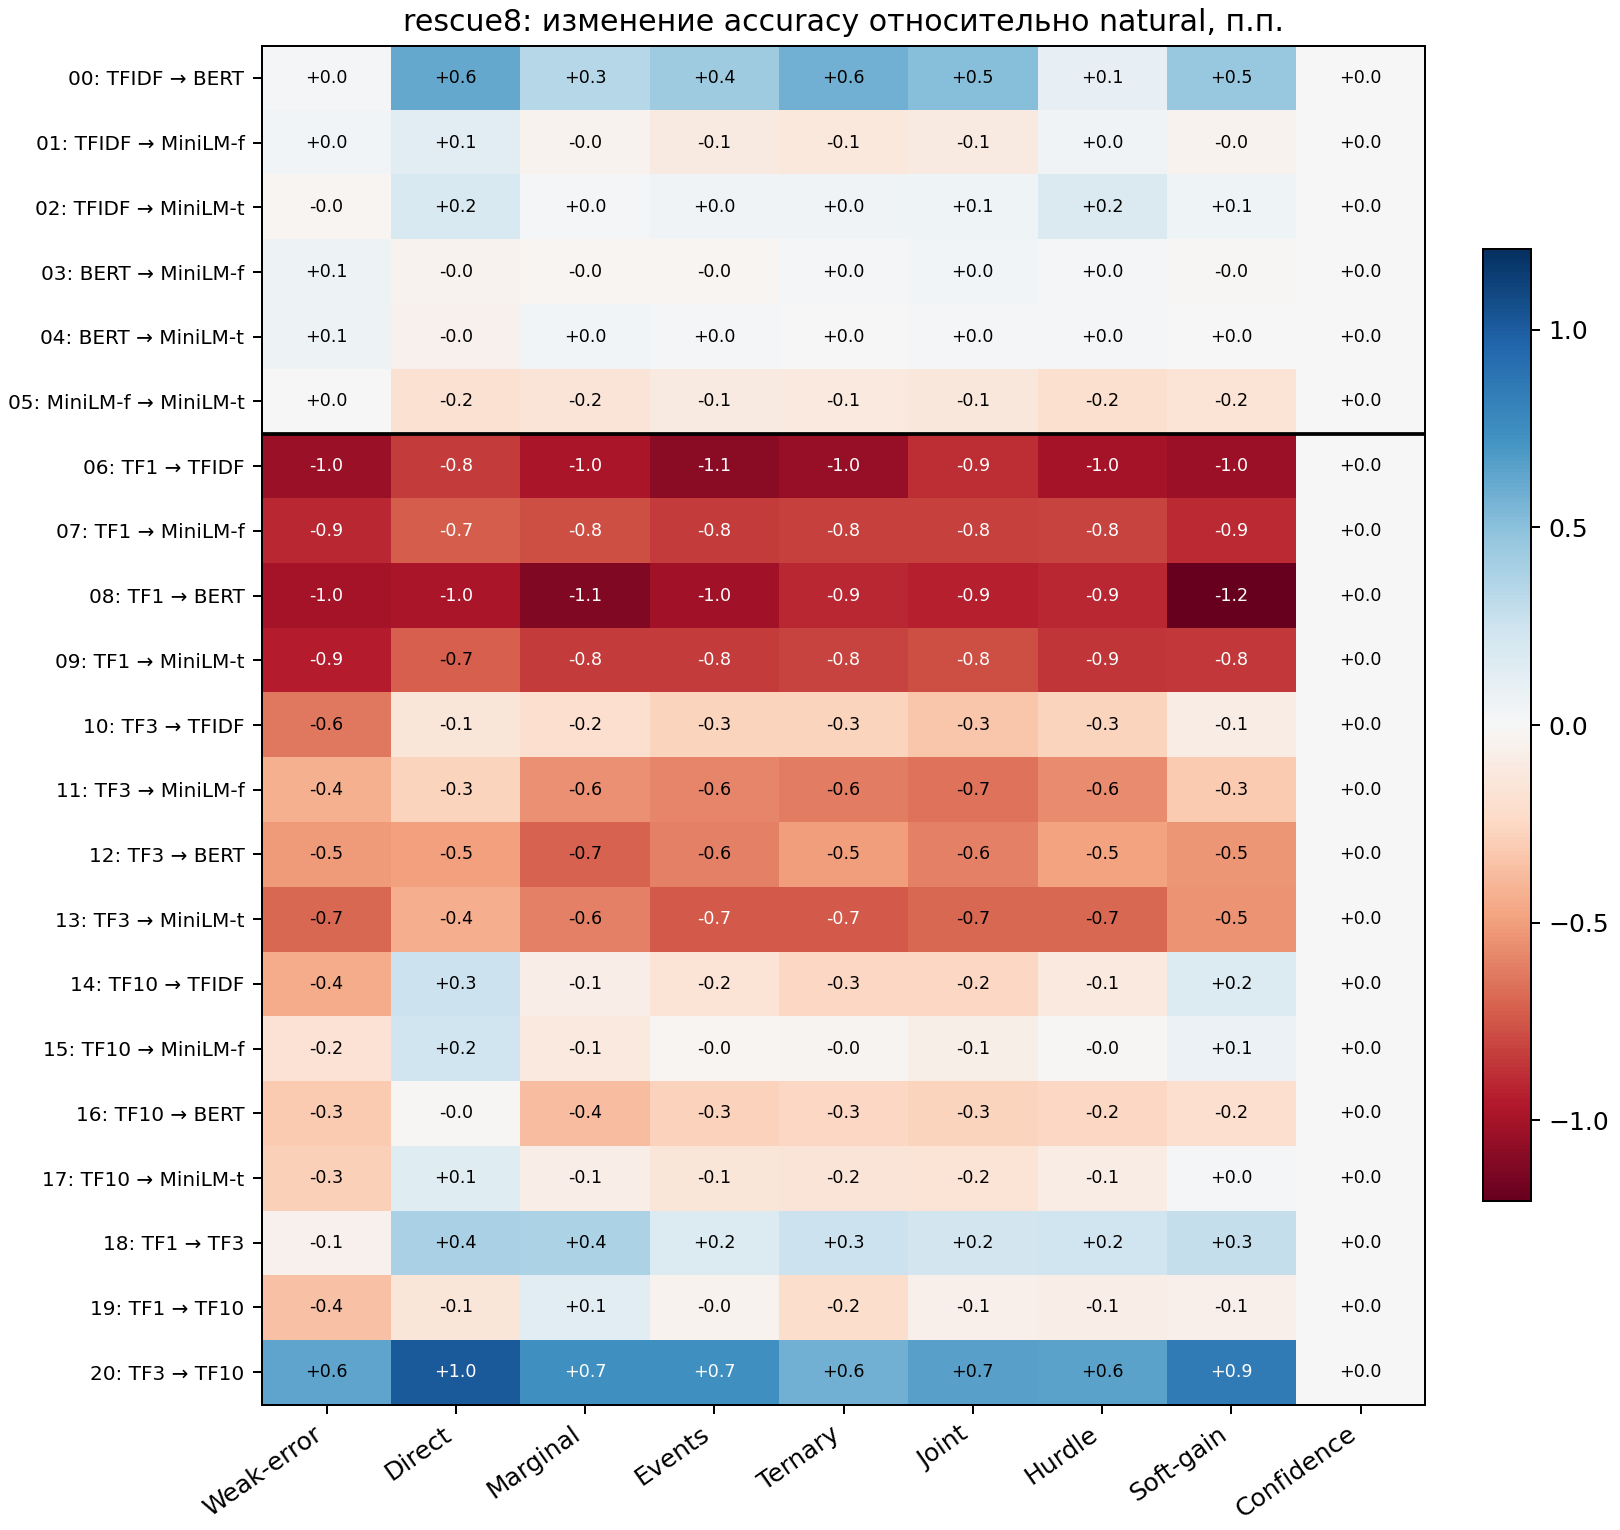 rescue8: изменение accuracy относительно natural, п.п.
00: TFIDF → BERT +0.0 +0.6 +0.3 +0.4 +0.6 +0.5 +0.1 +0.5 +0.0
01: TFIDF → MiniLM-f +0.0 +0.1 -0.0 -0.1 -0.1 -0.1 +0.0 -0.0 +0.0
02: TFIDF → MiniLM-t -0.0 +0.2 +0.0 +0.0 +0.0 +0.1 +0.2 +0.1 +0.0
03: BERT → MiniLM-f +0.1 -0.0 -0.0 -0.0 +0.0 +0.0 +0.0 -0.0 +0.0
04: BERT → MiniLM-t +0.1 -0.0 +0.0 +0.0 +0.0 +0.0 +0.0 +0.0 +0.0
05: MiniLM-f → MiniLM-t +0.0 -0.2 -0.2 -0.1 -0.1 -0.1 -0.2 -0.2 +0.0
06: TF1 → TFIDF -1.0 -0.8 -1.0 -1.1 -1.0 -0.9 -1.0 -1.0 +0.0
07: TF1 → MiniLM-f -0.9 -0.7 -0.8 -0.8 -0.8 -0.8 -0.8 -0.9 +0.0
08: TF1 → BERT -1.0 -1.0 -1.1 -1.0 -0.9 -0.9 -0.9 -1.2 +0.0
09: TF1 → MiniLM-t -0.9 -0.7 -0.8 -0.8 -0.8 -0.8 -0.9 -0.8 +0.0
10: TF3 → TFIDF -0.6 -0.1 -0.2 -0.3 -0.3 -0.3 -0.3 -0.1 +0.0
11: TF3 → MiniLM-f -0.4 -0.3 -0.6 -0.6 -0.6 -0.7 -0.6 -0.3 +0.0
12: TF3 → BERT -0.5 -0.5 -0.7 -0.6 -0.5 -0.6 -0.5 -0.5 +0.0
13: TF3 → MiniLM-t -0.7 -0.4 -0.6 -0.7 -0.7 -0.7 -0.7 -0.5 +0.0
14: TF10 → TFIDF -0.4 +0.3 -0.1 -0.2 -0.3 -0.2 -0.1 +0.2 +0.0
15: TF10 → MiniLM-f -0.2 +0.2 -0.1 -0.0 -0.0 -0.1 -0.0 +0.1 +0.0
16: TF10 → BERT -0.3 -0.0 -0.4 -0.3 -0.3 -0.3 -0.2 -0.2 +0.0
17: TF10 → MiniLM-t -0.3 +0.1 -0.1 -0.1 -0.2 -0.2 -0.1 +0.0 +0.0
18: TF1 → TF3 -0.1 +0.4 +0.4 +0.2 +0.3 +0.2 +0.2 +0.3 +0.0
19: TF1 → TF10 -0.4 -0.1 +0.1 -0.0 -0.2 -0.1 -0.1 -0.1 +0.0
20: TF3 → TF10 +0.6 +1.0 +0.7 +0.7 +0.6 +0.7 +0.6 +0.9 +0.0
Weak-error Direct Marginal Events Ternary Joint Hurdle Soft-gain Confidence
1.0
0.5
0.0
−0.5
−1.0